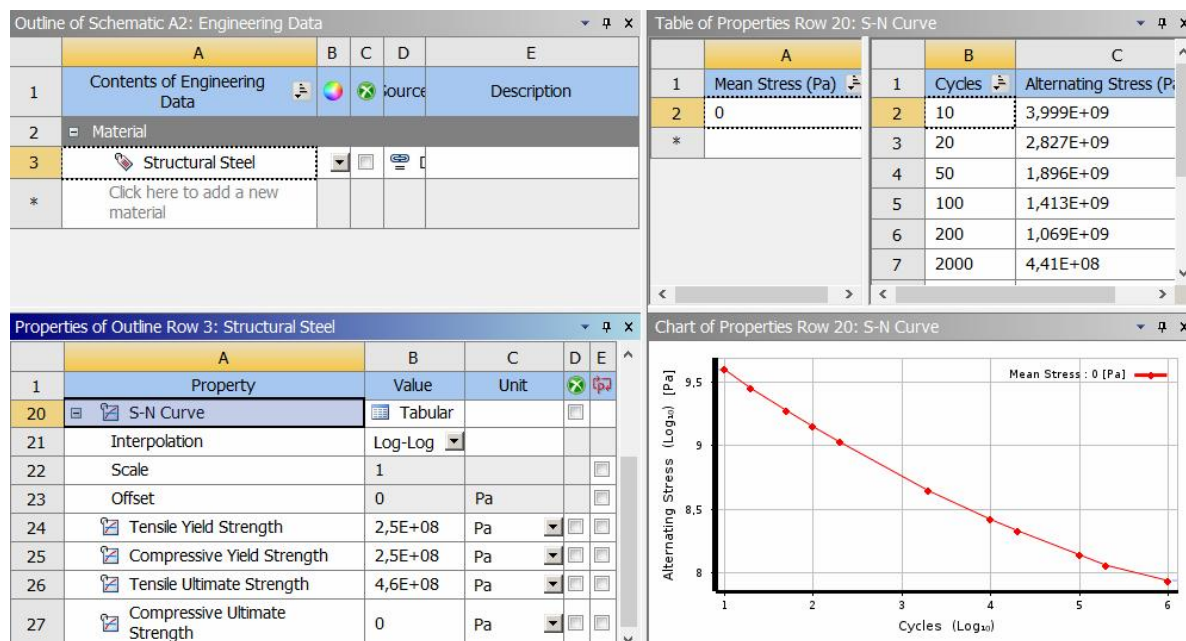 Outline of Schematic A2: Engineering Data
A B C D E
1 Contents of Engineering Data Source Description
2 Material
3 Structural Steel
* Click here to add a new material
Table of Properties Row 20: S-N Curve
A
1 Mean Stress (Pa)
2 0
*
B C
1 Cycles Alternating Stress (Pa
2 10 3,999E+09
3 20 2,827E+09
4 50 1,896E+09
5 100 1,413E+09
6 200 1,069E+09
7 2000 4,41E+08
Properties of Outline Row 3: Structural Steel
A B C D E
1 Property Value Unit
20 S-N Curve Tabular
21 Interpolation Log-Log
22 Scale 1
23 Offset 0 Pa
24 Tensile Yield Strength 2,5E+08 Pa
25 Compressive Yield Strength 2,5E+08 Pa
26 Tensile Ultimate Strength 4,6E+08 Pa
27 Compressive Ultimate Strength 0 Pa
Chart of Properties Row 20: S-N Curve
Mean Stress : 0 [Pa]
Alternating Stress (Log₁₀) [Pa]
9,5
9
8,5
8
1 2 3 4 5 6
Cycles (Log₁₀)